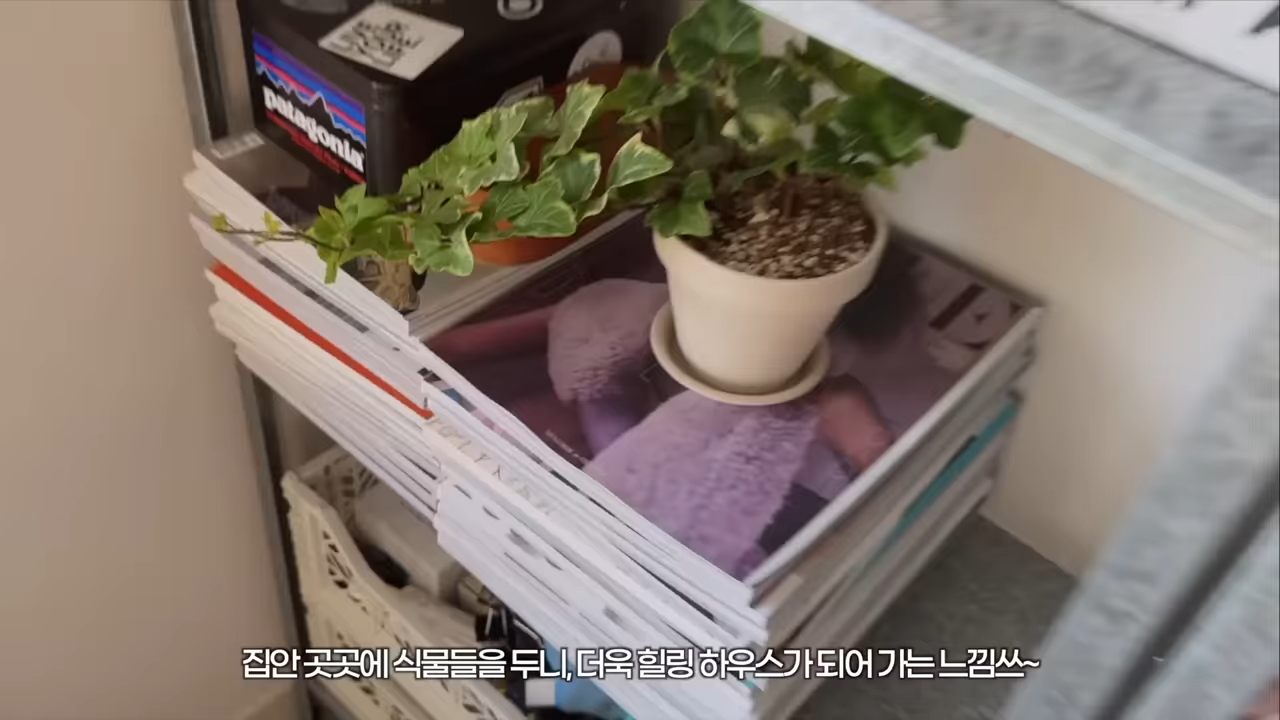 patagonia
집안 곳곳에 식물들을 두니, 더욱 힐링 하우스가 되어 가는 느낌쓰~